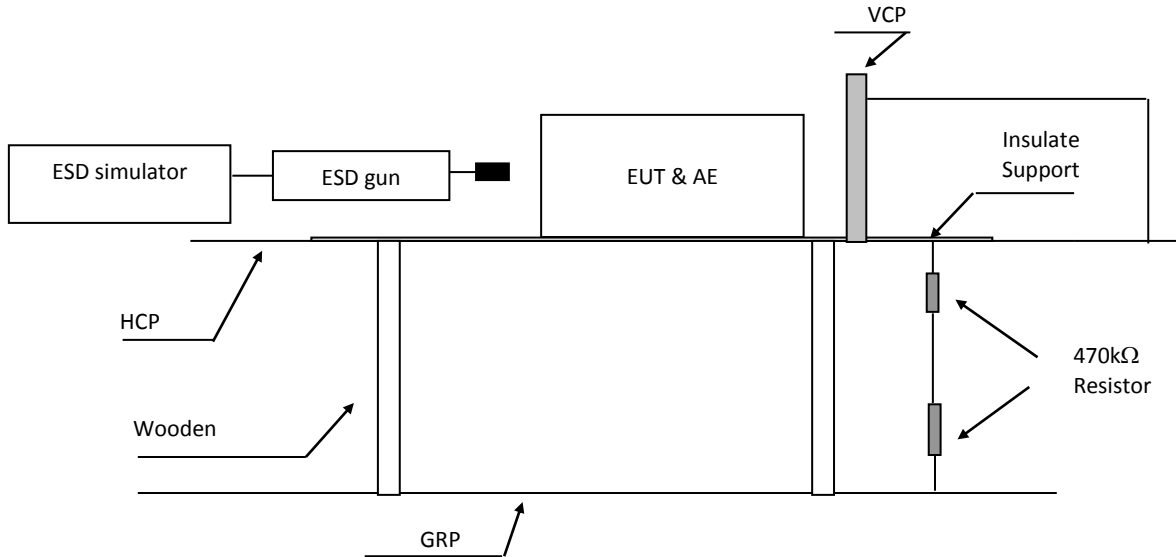 VCP
ESD simulator
ESD gun
EUT & AE
Insulate
Support
HCP
470kΩ
Resistor
Wooden
GRP